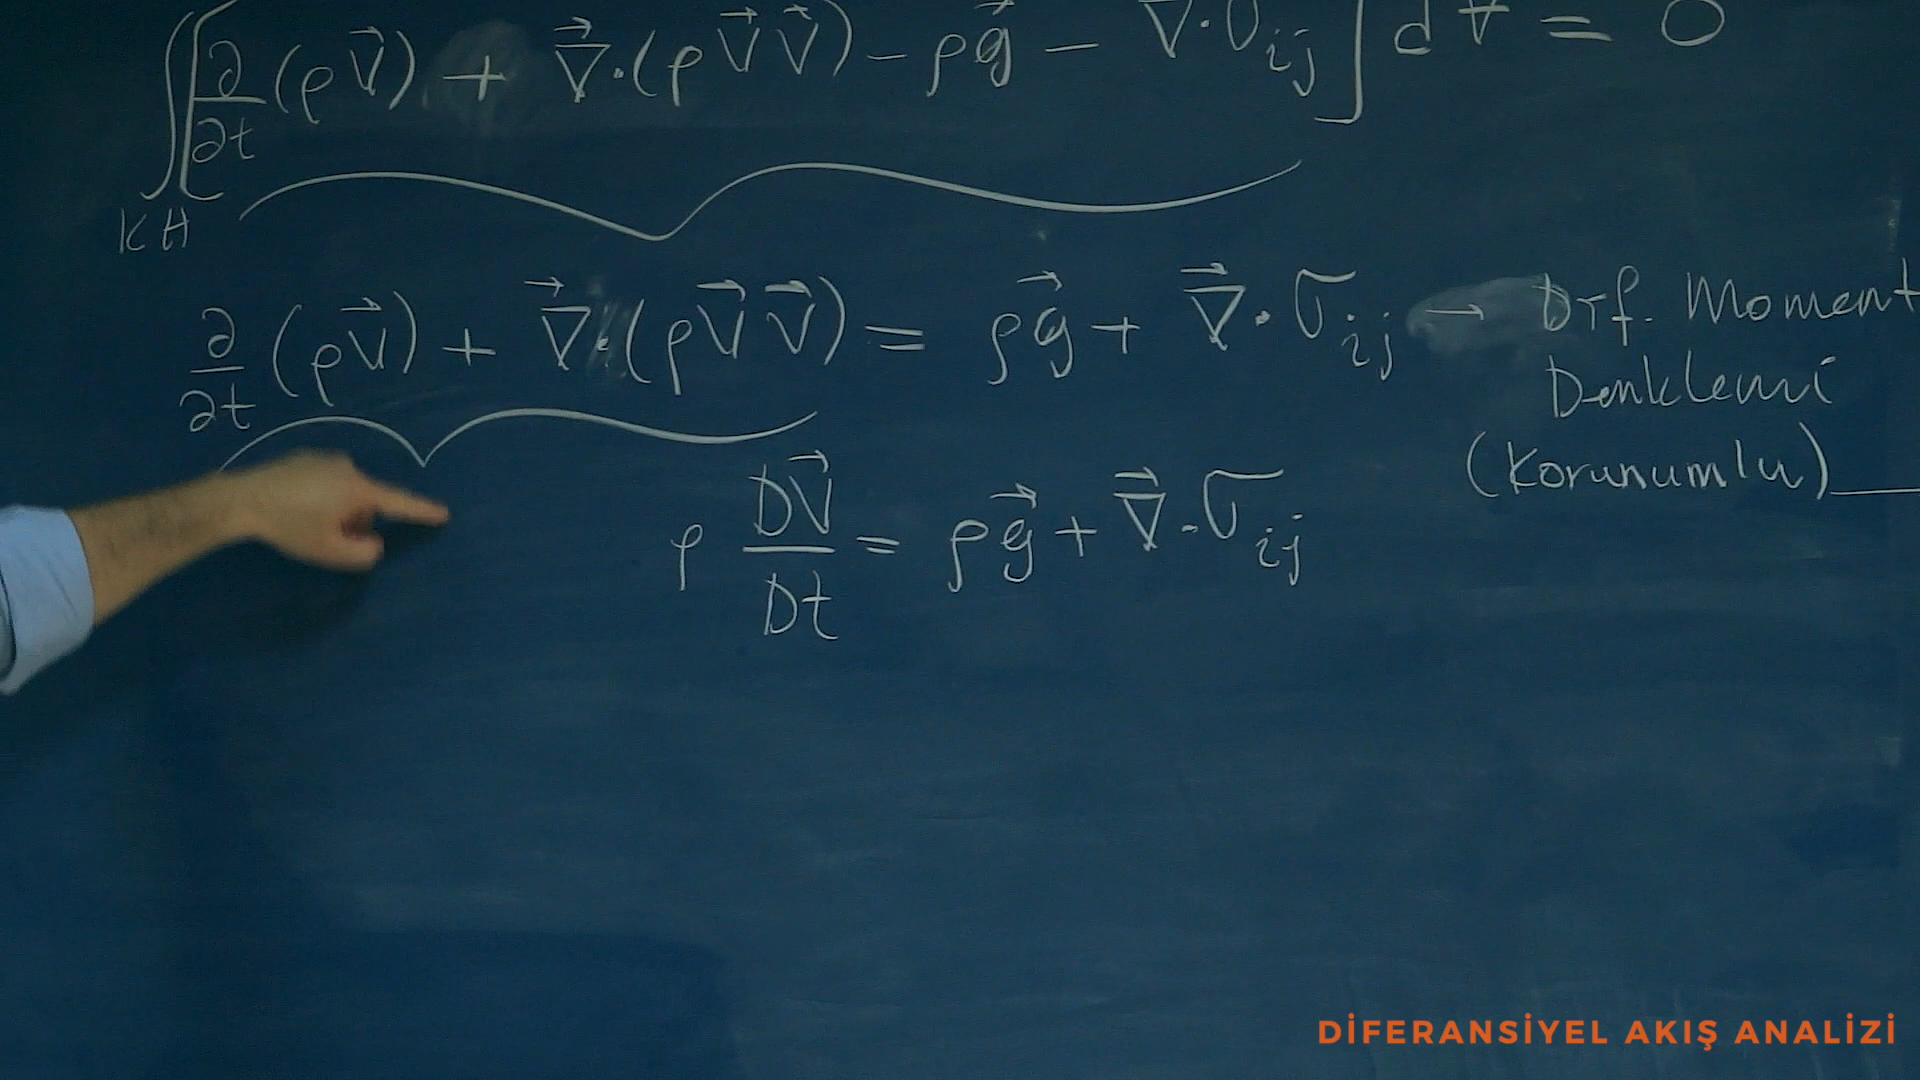 ∫∫[∂/∂t (ρV⃗) + ∇⃗·(ρV⃗V⃗) − ρg⃗ − ∇·σij] dV̶ = 0
KH
∂/∂t (ρV⃗) + ∇⃗·(ρV⃗V⃗) = ρg⃗ + ∇⃗·σij → Dif. Moment
Denklemi
(Korunumlu)
ρ DV⃗/Dt = ρg⃗ + ∇⃗·σij
DİFERANSİYEL AKIŞ ANALİZİ